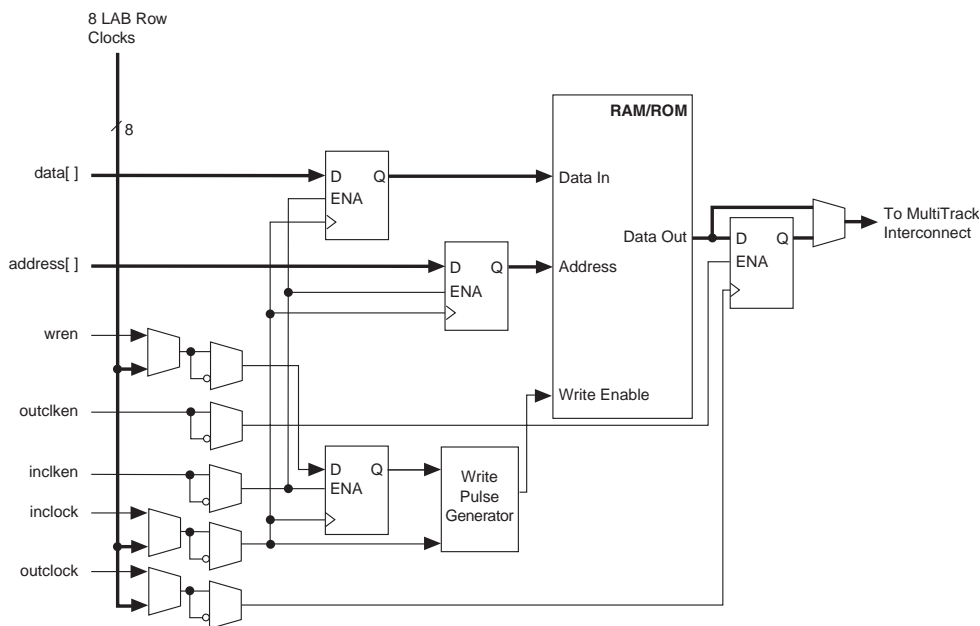 8 LAB Row
Clocks
8
RAM/ROM
data[ ]
D Q
ENA
Data In
To MultiTrack
Interconnect
Data Out
D Q
ENA
address[ ]
D Q
ENA
Address
wren
Write Enable
outclken
inclken
D Q
ENA
Write
Pulse
Generator
inclock
outclock